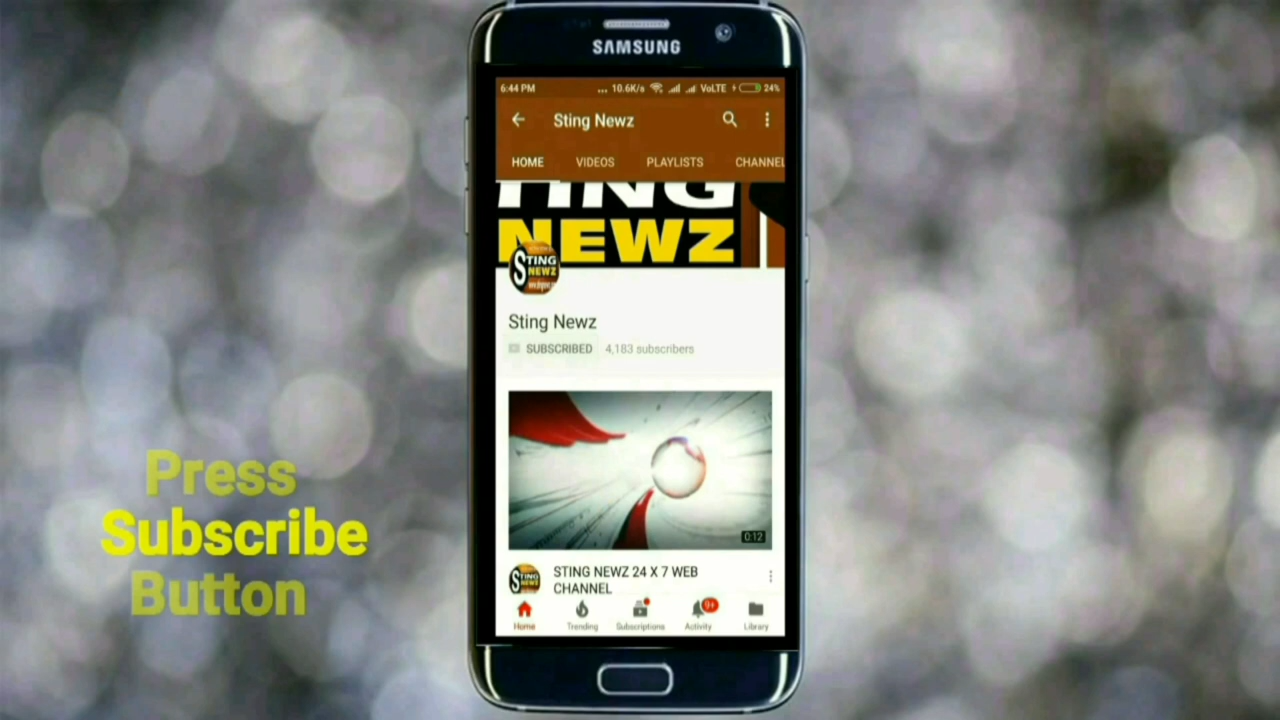 SAMSUNG
6:44 PM ... 10.6K/s VoLTE 24%
Sting Newz
HOME VIDEOS PLAYLISTS CHANNEL
TING
NEWZ
STING
NEWZ
Sting Newz
SUBSCRIBED 4,183 subscribers
0:12
STING NEWZ 24 X 7 WEB
CHANNEL
STING
NEWZ
9+
Home Trending Subscriptions Activity Library
Press
Subscribe
Button